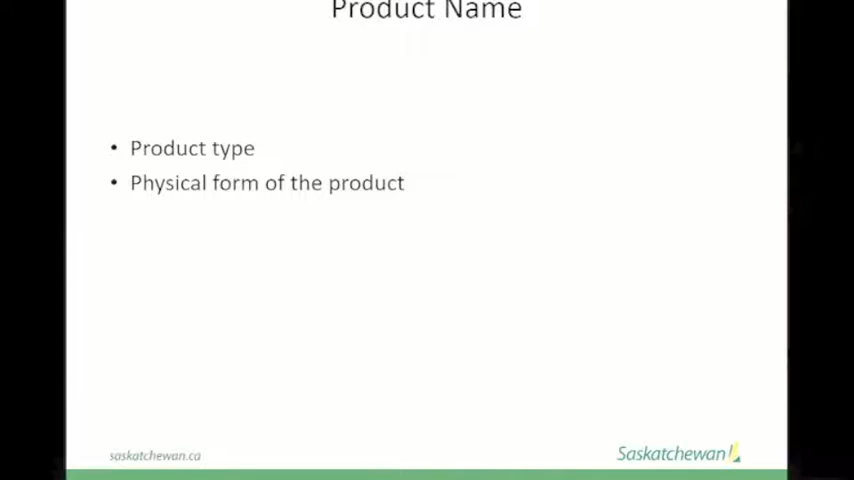 Product Name
• Product type
• Physical form of the product
saskatchewan.ca
Saskatchewan